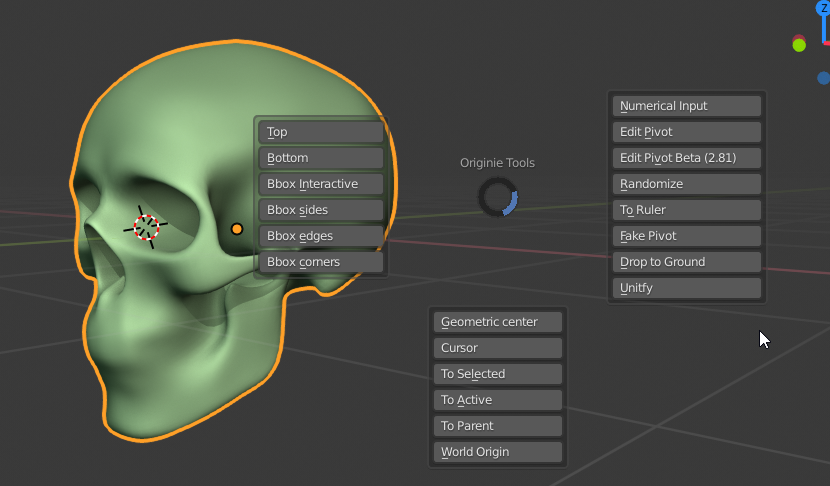 Z
Top
Bottom
Bbox Interactive
Bbox sides
Bbox edges
Bbox corners
Originie Tools
Numerical Input
Edit Pivot
Edit Pivot Beta (2.81)
Randomize
To Ruler
Fake Pivot
Drop to Ground
Unitfy
Geometric center
Cursor
To Selected
To Active
To Parent
World Origin